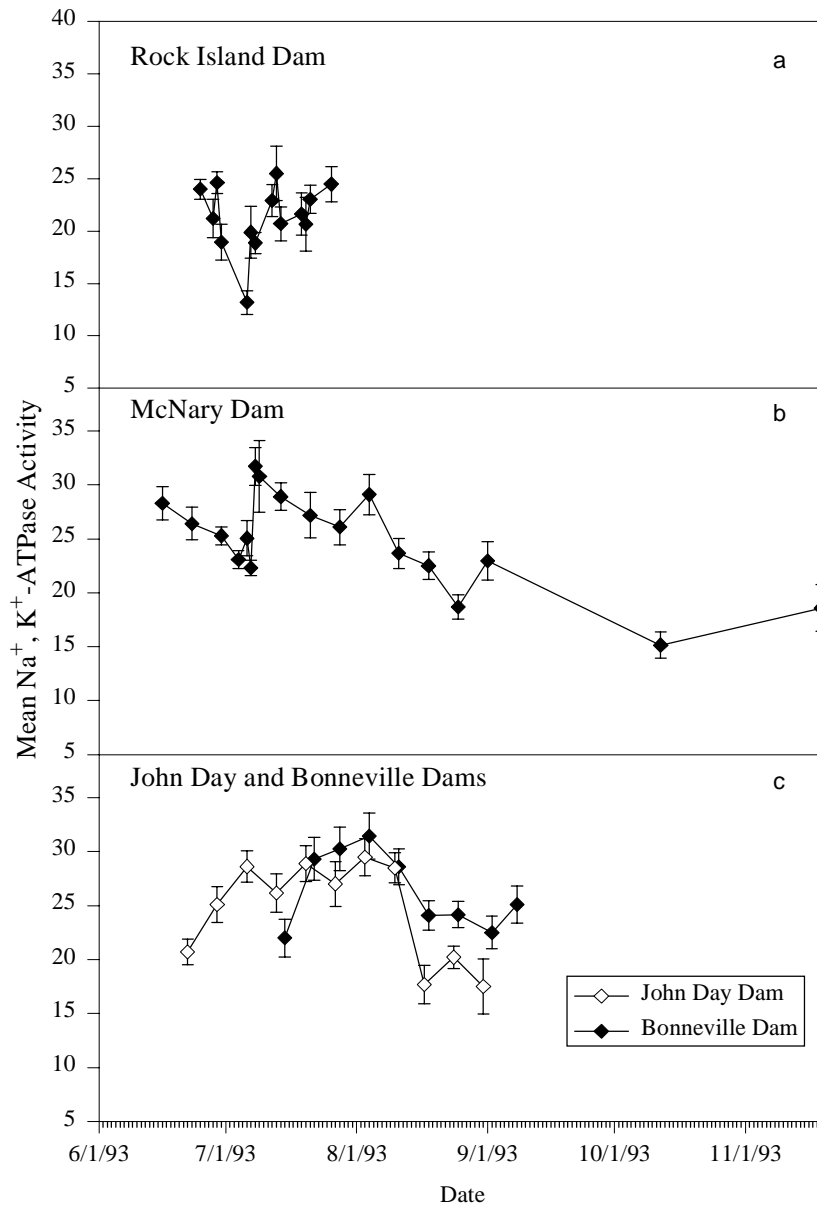 40
35
30
25
20
15
10
5
Rock Island Dam
a
35
30
25
20
15
10
5
McNary Dam
b
35
30
25
20
15
10
5
John Day and Bonneville Dams
c
Mean Na+, K+-ATPase Activity
John Day Dam
Bonneville Dam
6/1/93 7/1/93 8/1/93 9/1/93 10/1/93 11/1/93
Date